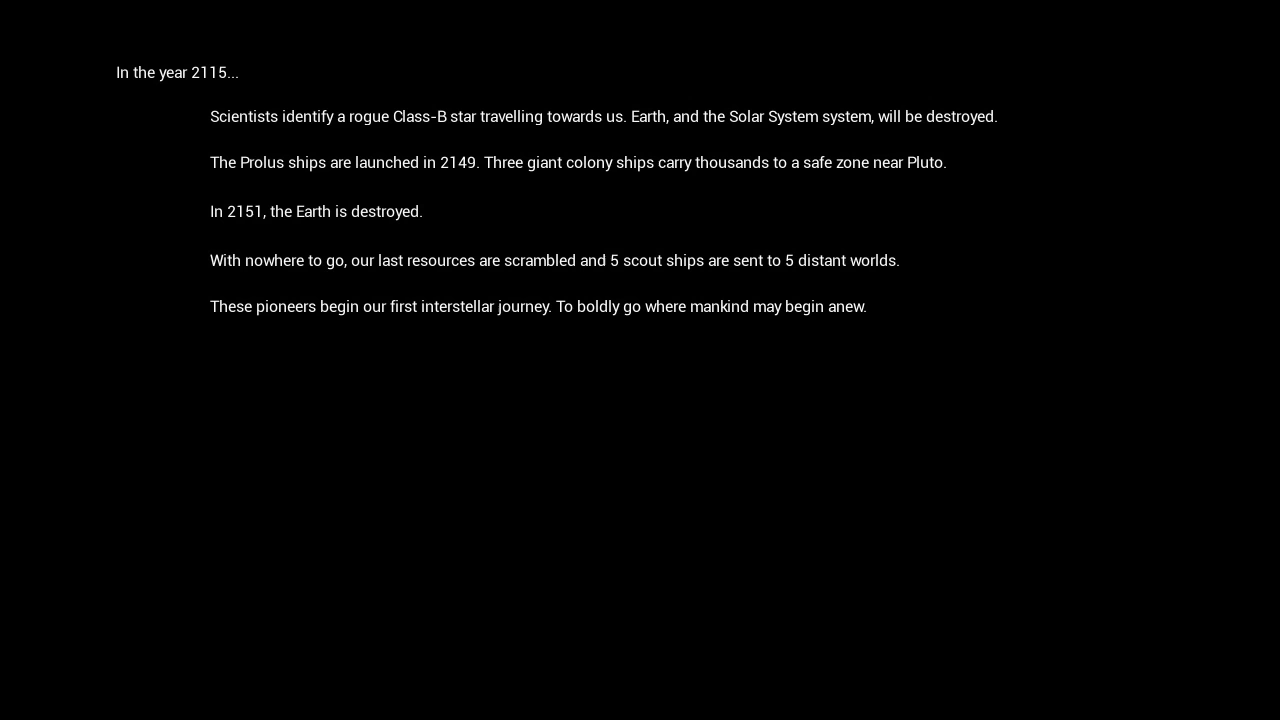 In the year 2115...
Scientists identify a rogue Class-B star travelling towards us. Earth, and the Solar System system, will be destroyed.
The Prolus ships are launched in 2149. Three giant colony ships carry thousands to a safe zone near Pluto.
In 2151, the Earth is destroyed.
With nowhere to go, our last resources are scrambled and 5 scout ships are sent to 5 distant worlds.
These pioneers begin our first interstellar journey. To boldly go where mankind may begin anew.